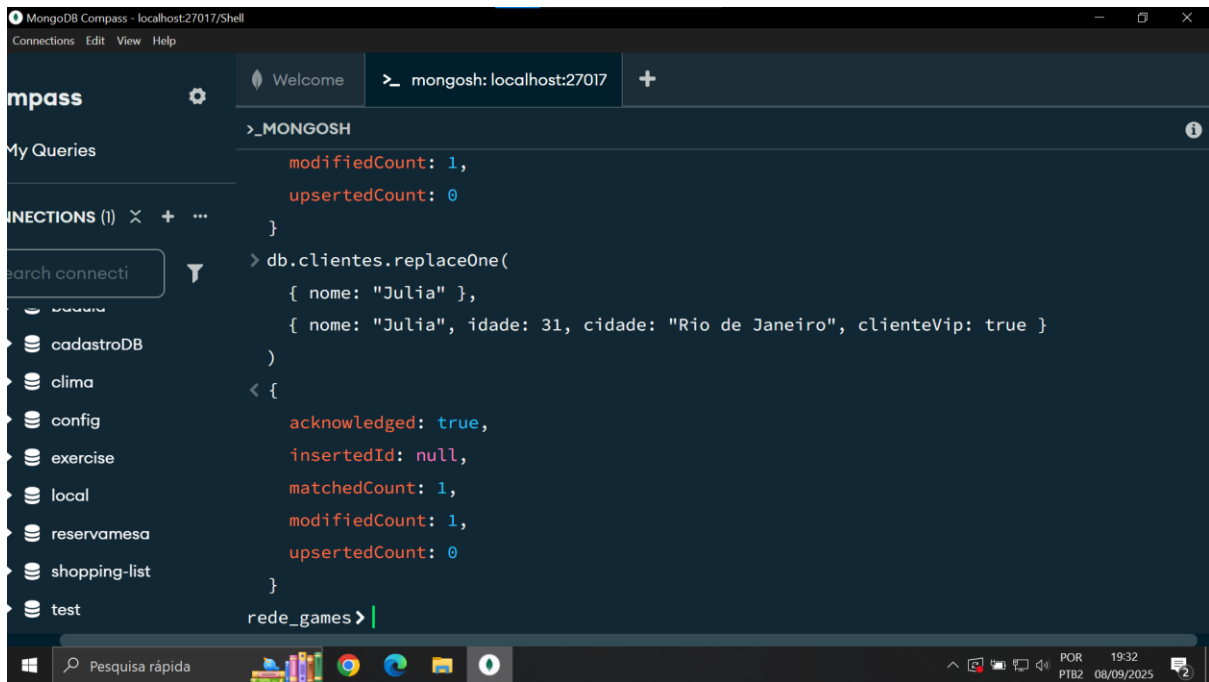 MongoDB Compass - localhost:27017/Shell
Connections Edit View Help
mpass
My Queries
NNECTIONS (1)
earch connecti
cadastroDB
clima
config
exercise
local
reservamesa
shopping-list
test
Welcome
>_ mongosh: localhost:27017 +
>_MONGOSH
modifiedCount: 1,
upsertedCount: 0
}
> db.clientes.replaceOne(
{ nome: "Julia" },
{ nome: "Julia", idade: 31, cidade: "Rio de Janeiro", clienteVip: true }
)
< {
acknowledged: true,
insertedId: null,
matchedCount: 1,
modifiedCount: 1,
upsertedCount: 0
}
rede_games>
Pesquisa rápida
POR
PTB2
19:32
08/09/2025
2